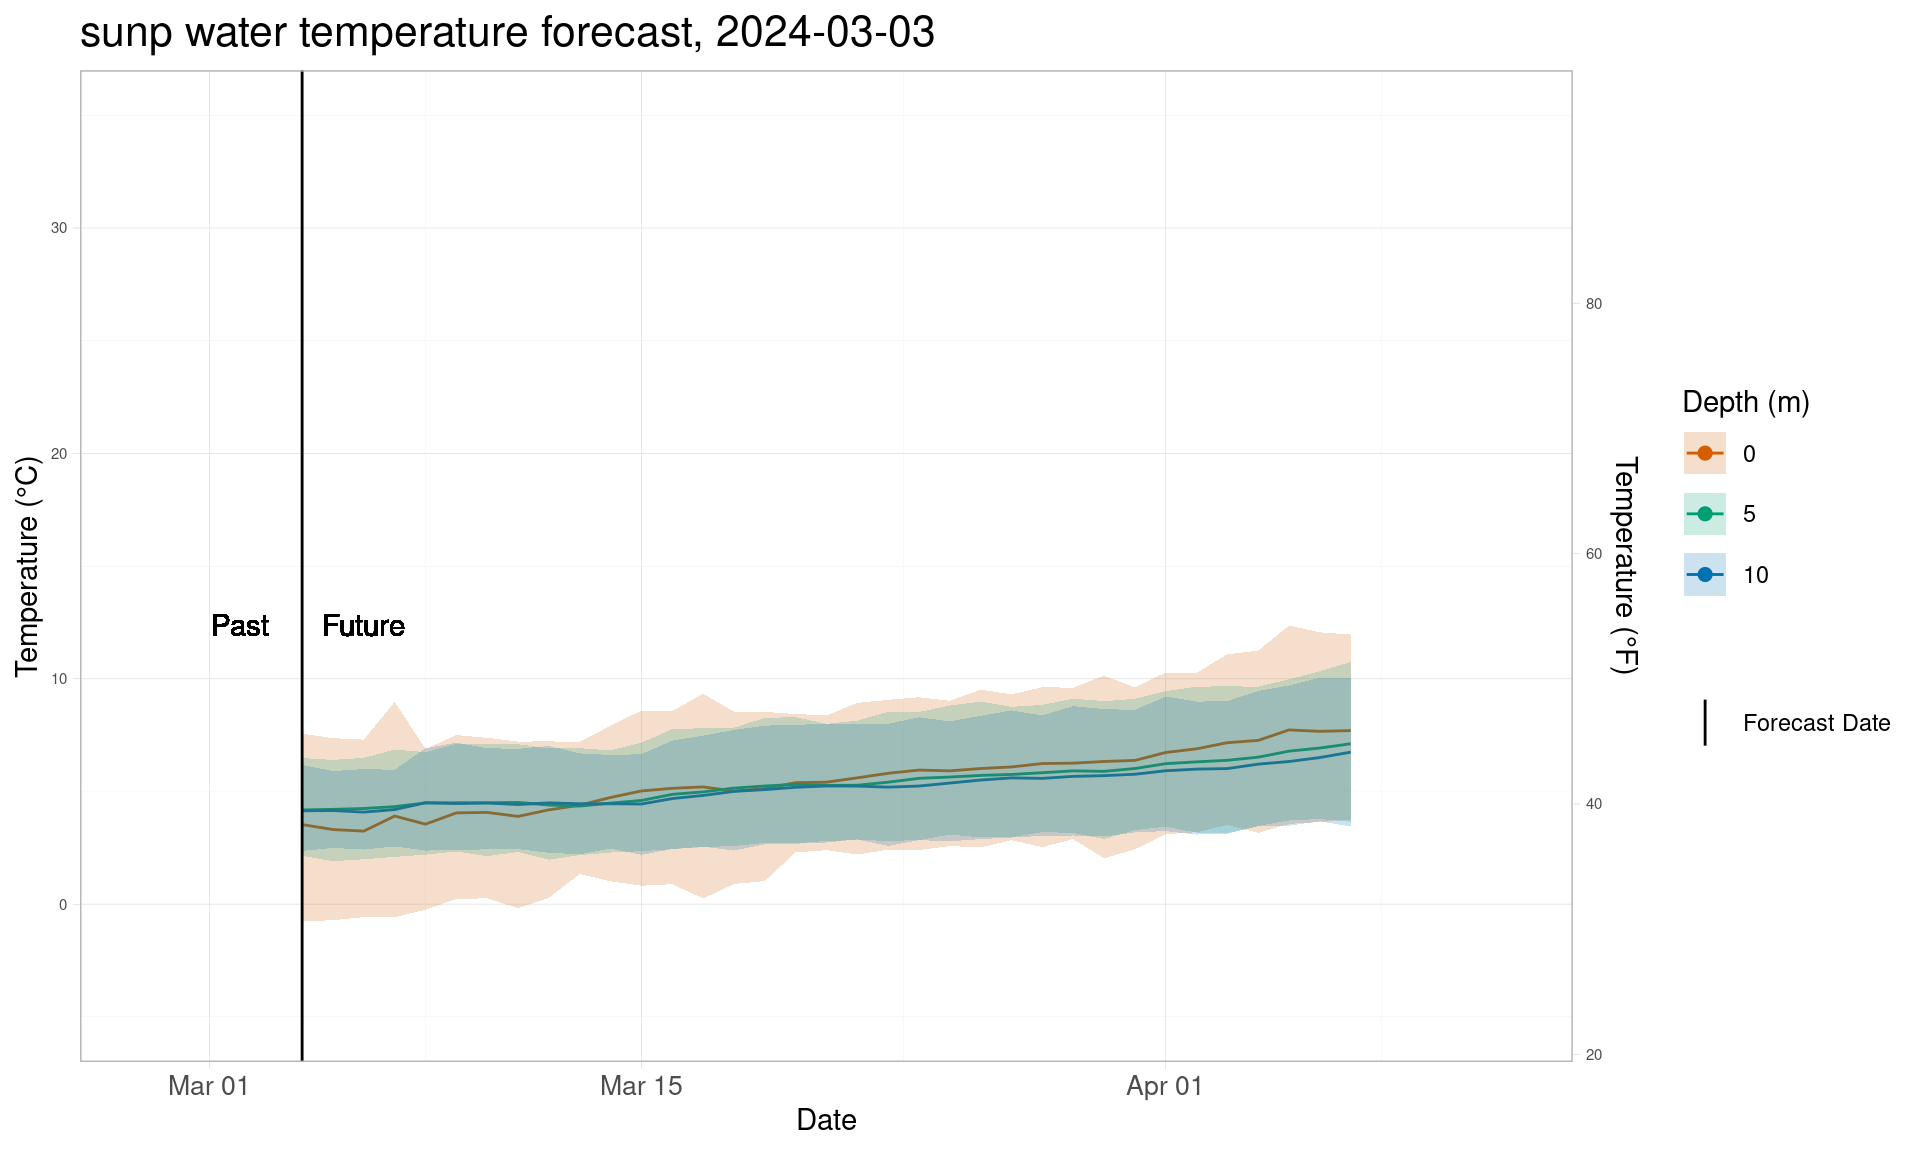 sunp water temperature forecast, 2024-03-03
Temperature (°C)
30
20
10
0
Past
Future
Mar 01
Mar 15
Apr 01
Date
80
60
40
20
Temperature (°F)
Depth (m)
0
5
10
Forecast Date